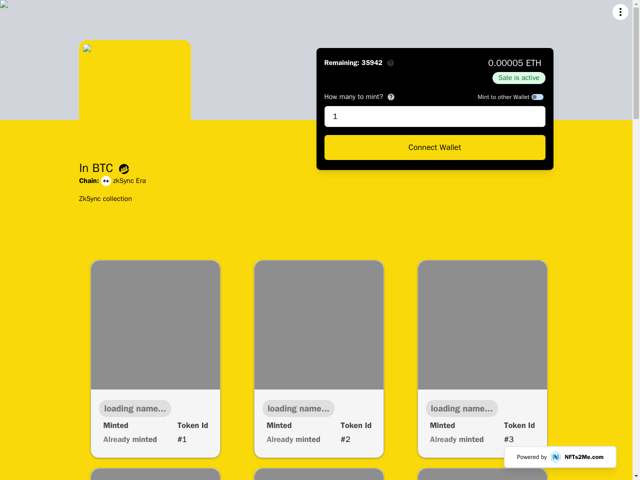 Remaining: 35942
0.00005 ETH
Sale is active
How many to mint?
Mint to other Wallet
1
Connect Wallet
In BTC
Chain: zkSync Era
ZkSync collection
loading name...
Minted Token Id
Already minted #1
loading name...
Minted Token Id
Already minted #2
loading name...
Minted Token Id
Already minted #3
Powered by NFTs2Me.com